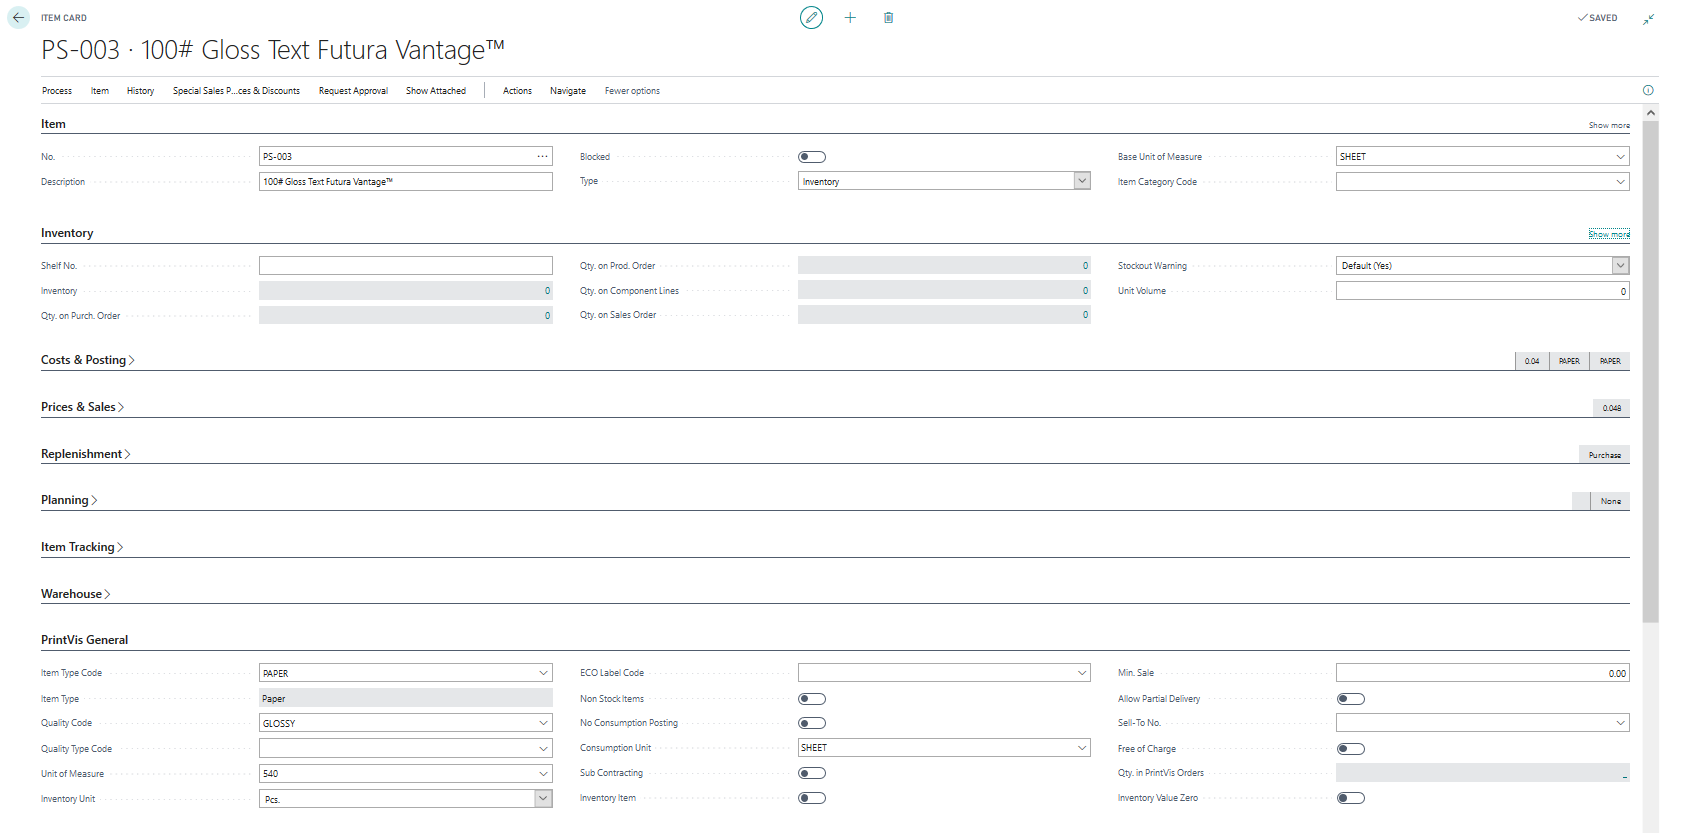 ITEM CARD
✓SAVED
PS-003 · 100# Gloss Text Futura Vantage™
Process Item History Special Sales P...ces & Discounts Request Approval Show Attached Actions Navigate Fewer options
Item Show more
No. PS-003 ... Blocked Base Unit of Measure SHEET
Description 100# Gloss Text Futura Vantage™ Type Inventory Item Category Code
Inventory Show more
Shelf No. Qty. on Prod. Order 0 Stockout Warning Default (Yes)
Inventory 0 Qty. on Component Lines 0 Unit Volume 0
Qty. on Purch. Order 0 Qty. on Sales Order 0
Costs & Posting 0.04 PAPER PAPER
Prices & Sales 0.048
Replenishment Purchase
Planning None
Item Tracking
Warehouse
PrintVis General
Item Type Code PAPER ECO Label Code Min. Sale 0.00
Item Type Paper Non Stock Items Allow Partial Delivery
Quality Code GLOSSY No Consumption Posting Sell-To No.
Quality Type Code Consumption Unit SHEET Free of Charge
Unit of Measure 540 Sub Contracting Qty. in PrintVis Orders _
Inventory Unit Pcs. Inventory Item Inventory Value Zero